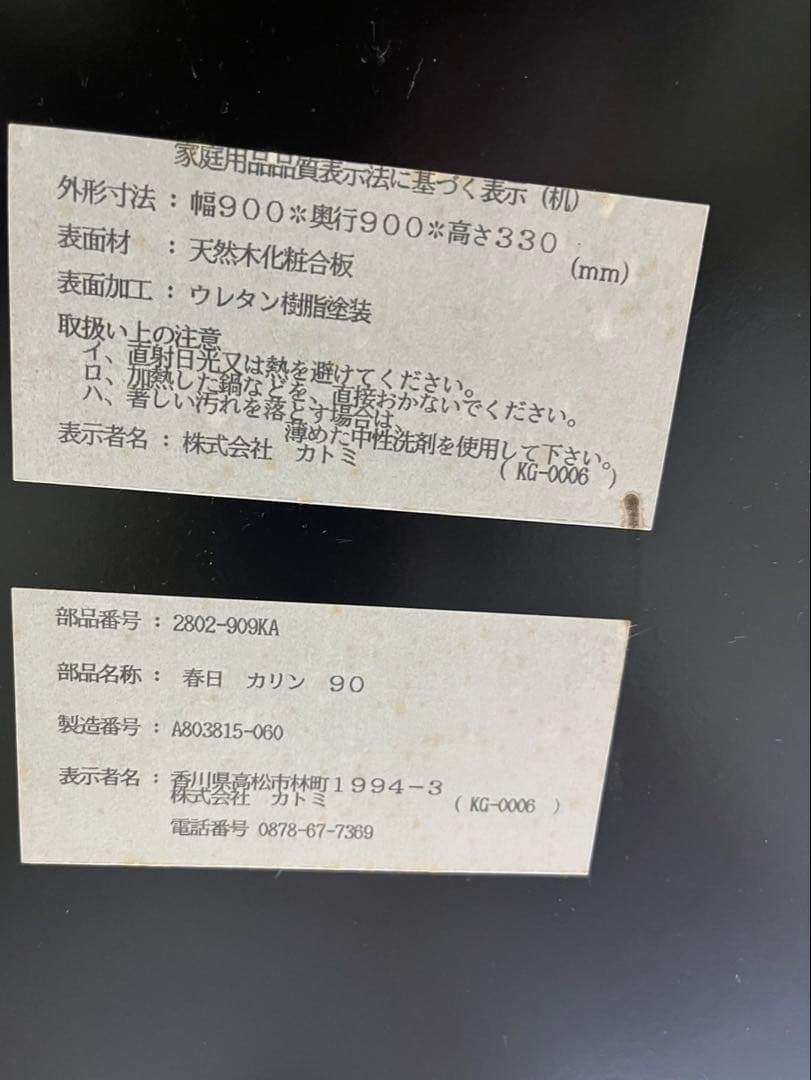 家庭用品品質表示法に基づく表示（机）
外形寸法：幅９００＊奥行９００＊高さ３３０
（mm）
表面材　：天然木化粧合板
表面加工：ウレタン樹脂塗装
取扱い上の注意
イ、直射日光又は熱を避けてください。
ロ、加熱した鍋などを、直接おかないでください。
ハ、著しい汚れを落とす場合は、
薄めた中性洗剤を使用して下さい。
表示者名：株式会社　カトミ
（KG-0006　）
部品番号：2802-909KA
部品名称：　春日　カリン　９０
製造番号：A803815-060
表示者名：香川県高松市林町１９９４－３
株式会社　カトミ
（KG-0006　）
電話番号 0878-67-7369